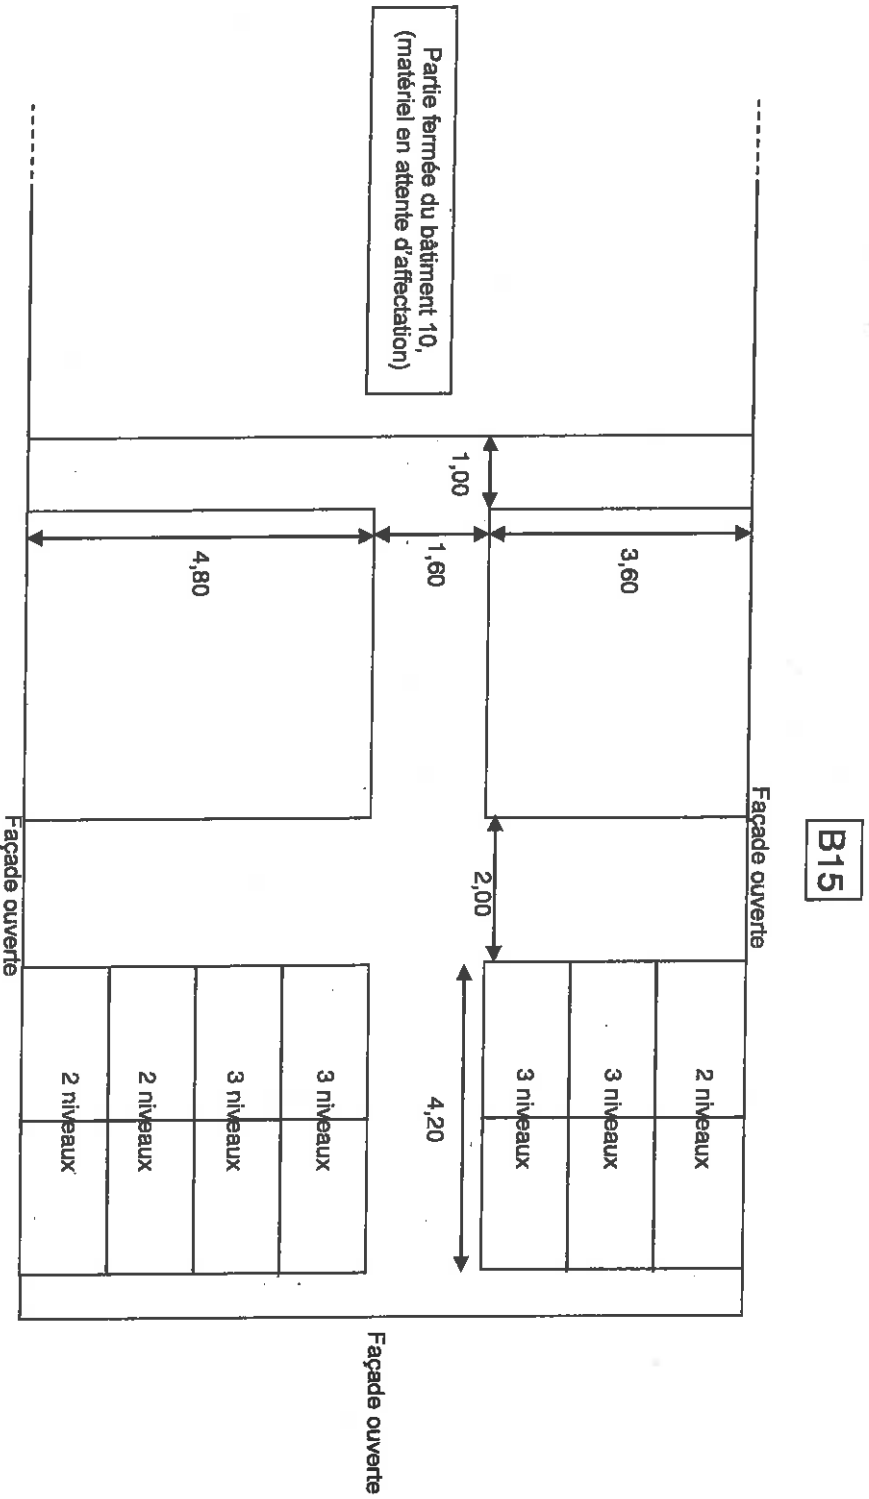 B15
Façade ouverte
Partie fermée du bâtiment 10,
(matériel en attente d'affectation)
1,00
3,60
1,60
4,80
2,00
4,20
2 niveaux
3 niveaux
3 niveaux
3 niveaux
3 niveaux
2 niveaux
2 niveaux
Façade ouverte
Façade ouverte